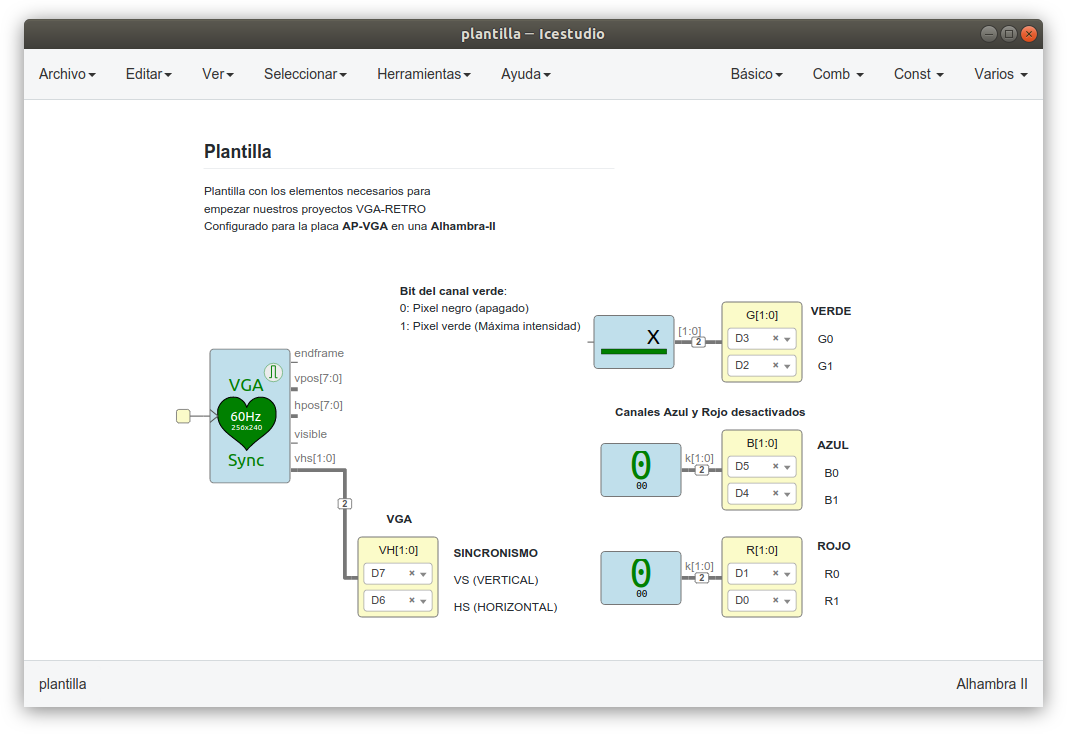 plantilla – Icestudio
Archivo Editar Ver Seleccionar Herramientas Ayuda Básico Comb Const Varios
Plantilla
Plantilla con los elementos necesarios para
empezar nuestros proyectos VGA-RETRO
Configurado para la placa AP-VGA en una Alhambra-II
Bit del canal verde:
0: Pixel negro (apagado)
1: Pixel verde (Máxima intensidad)
X
[1:0]
2
G[1:0]
D3
D2
VERDE
G0
G1
VGA
60Hz
256x240
Sync
endframe
vpos[7:0]
hpos[7:0]
visible
vhs[1:0]
2
Canales Azul y Rojo desactivados
0
00
k[1:0]
2
B[1:0]
D5
D4
AZUL
B0
B1
VGA
VH[1:0]
D7
D6
SINCRONISMO
VS (VERTICAL)
HS (HORIZONTAL)
0
00
k[1:0]
2
R[1:0]
D1
D0
ROJO
R0
R1
plantilla
Alhambra II